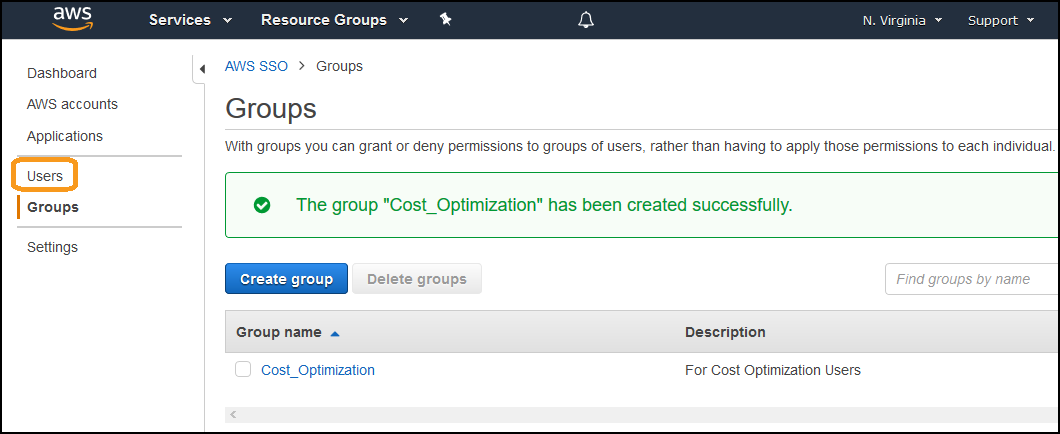 aws Services Resource Groups N. Virginia Support
Dashboard
AWS accounts
Applications
Users
Groups
Settings
AWS SSO > Groups
Groups
With groups you can grant or deny permissions to groups of users, rather than having to apply those permissions to each individual.
The group "Cost_Optimization" has been created successfully.
Create group Delete groups Find groups by name
Group name Description
Cost_Optimization For Cost Optimization Users